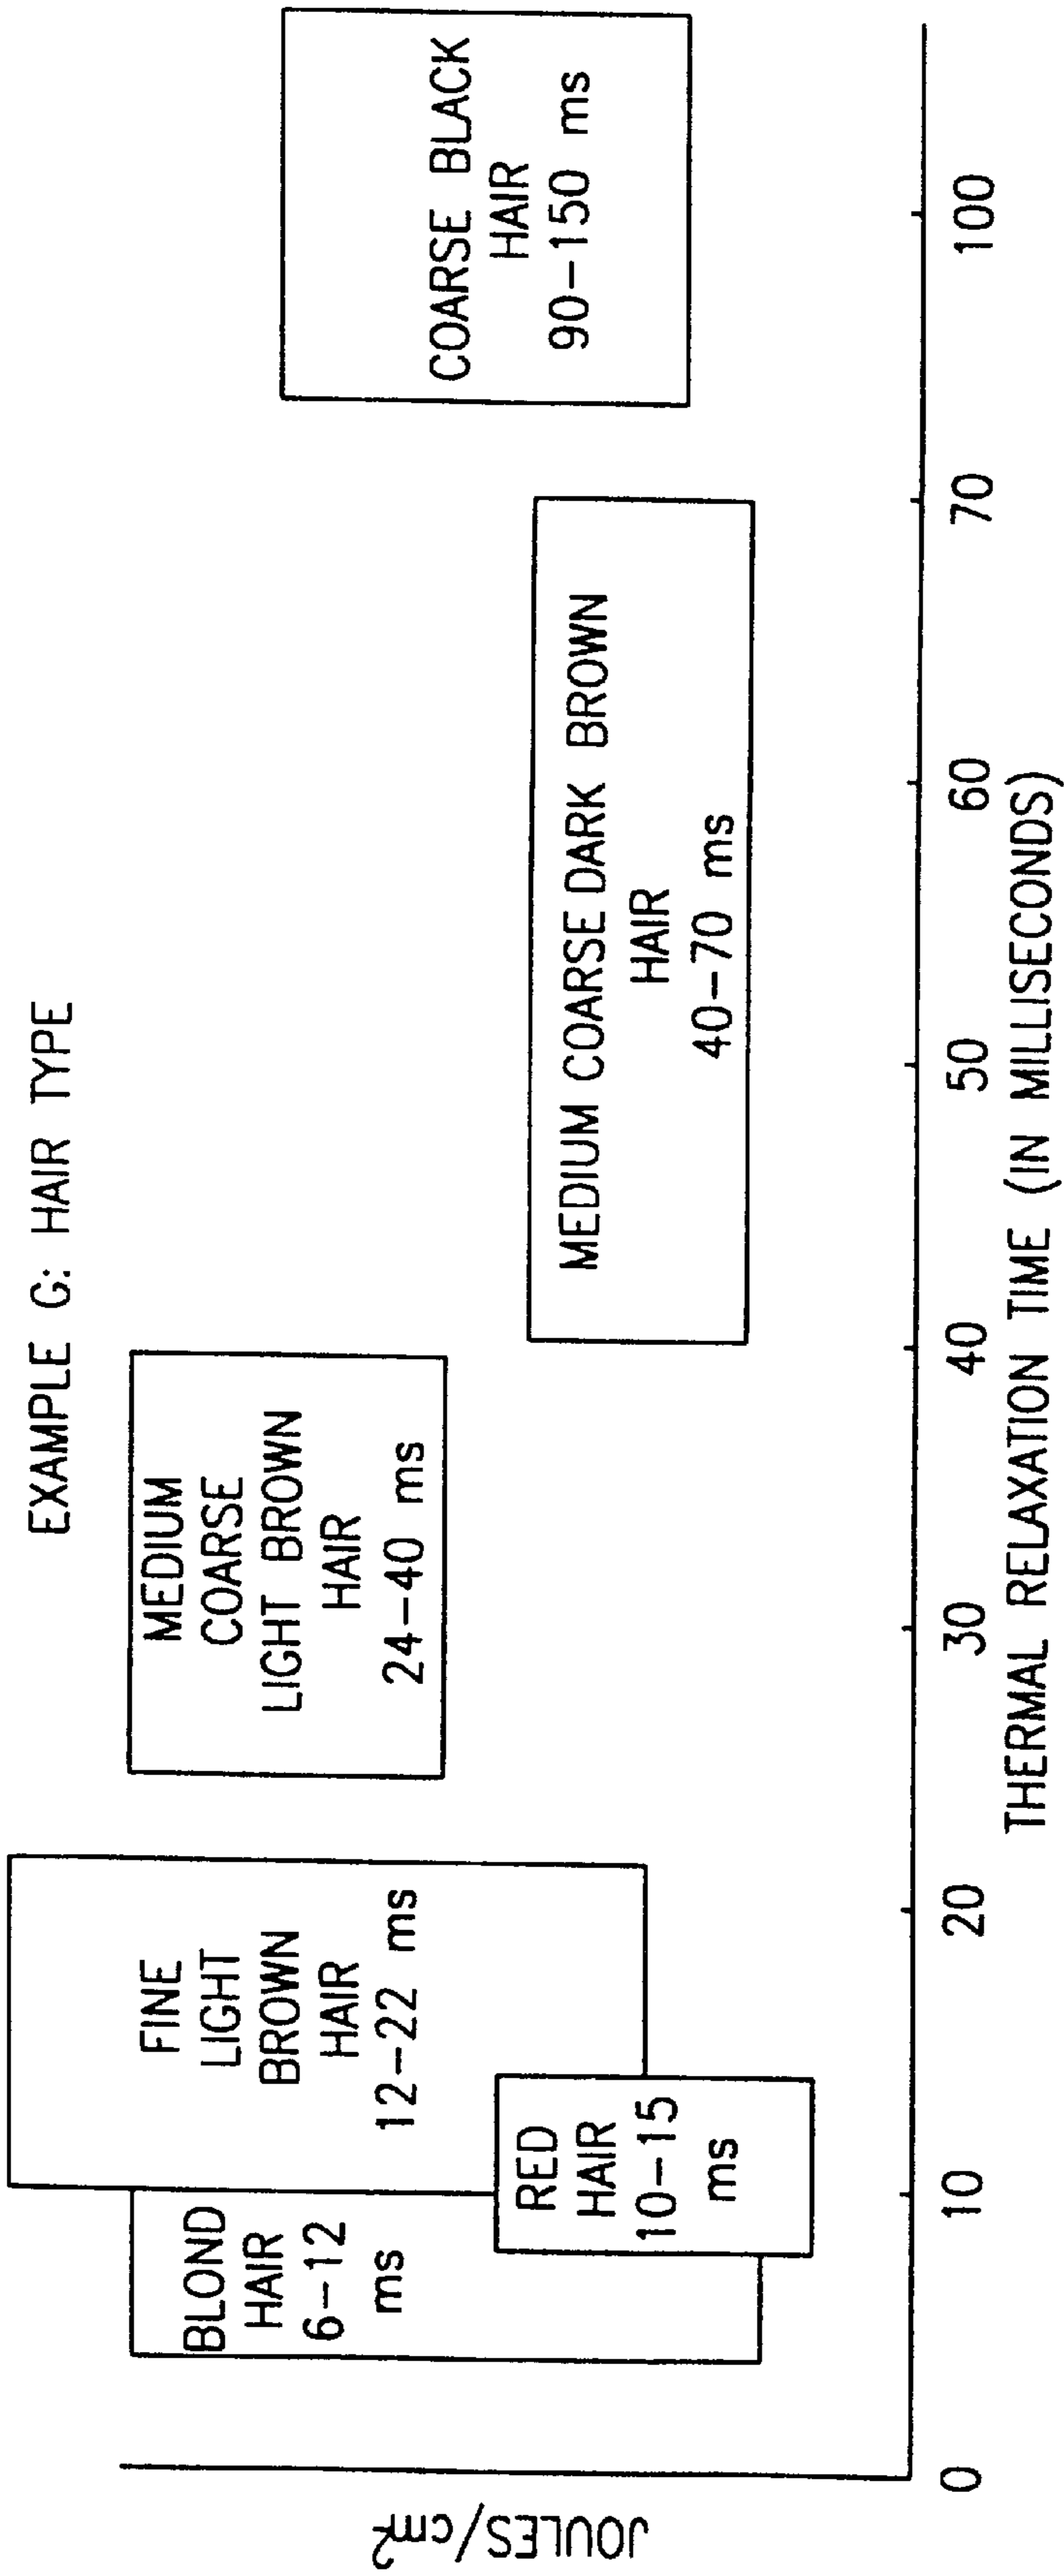 EXAMPLE G: HAIR TYPE
JOULES/cm²
BLOND
HAIR
6-12
ms
FINE
LIGHT
BROWN
HAIR
12-22 ms
RED
HAIR
10-15
ms
MEDIUM
COARSE
LIGHT BROWN
HAIR
24-40 ms
MEDIUM COARSE DARK BROWN
HAIR
40-70 ms
COARSE BLACK
HAIR
90-150 ms
0 10 20 30 40 50 60 70 100
THERMAL RELAXATION TIME (IN MILLISECONDS)